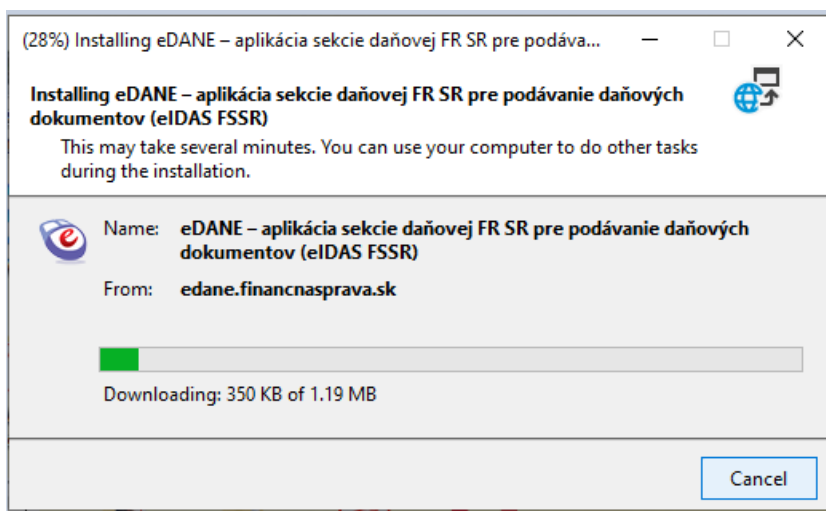 (28%) Installing eDANE – aplikácia sekcie daňovej FR SR pre podáva...
Installing eDANE – aplikácia sekcie daňovej FR SR pre podávanie daňových
dokumentov (eIDAS FSSR)
This may take several minutes. You can use your computer to do other tasks
during the installation.
Name: eDANE – aplikácia sekcie daňovej FR SR pre podávanie daňových
dokumentov (eIDAS FSSR)
From: edane.financnasprava.sk
Downloading: 350 KB of 1.19 MB
Cancel